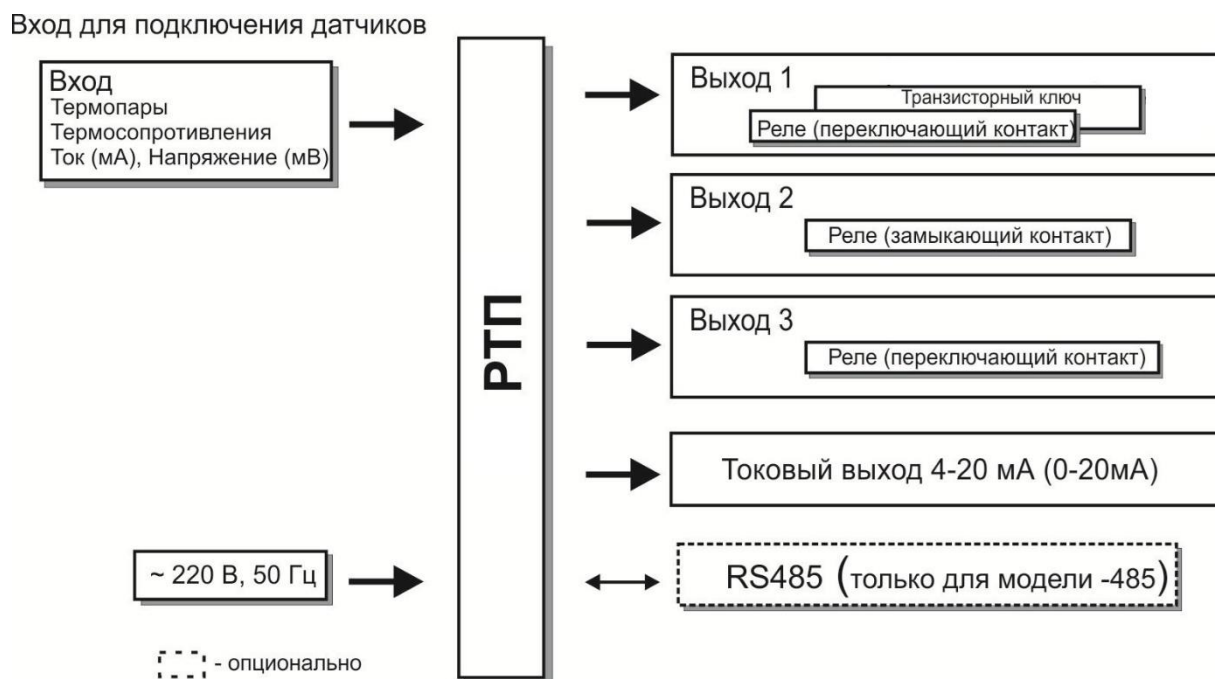 Вход для подключения датчиков
Вход
Термопары
Термосопротивления
Ток (мА), Напряжение (мВ)
~ 220 В, 50 Гц
- опционально
РТП
Выход 1
Транзисторный ключ
Реле (переключающий контакт)
Выход 2
Реле (замыкающий контакт)
Выход 3
Реле (переключающий контакт)
Токовый выход 4-20 мА (0-20мА)
RS485 (только для модели -485)